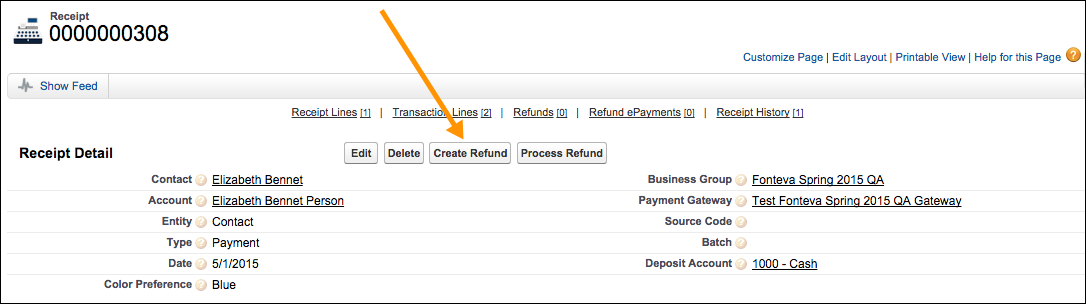 Receipt
0000000308
Customize Page | Edit Layout | Printable View | Help for this Page ?
Show Feed
Receipt Lines [1] | Transaction Lines [2] | Refunds [0] | Refund ePayments [0] | Receipt History [1]
Receipt Detail Edit Delete Create Refund Process Refund
Contact ? Elizabeth Bennet Business Group ? Fonteva Spring 2015 QA
Account ? Elizabeth Bennet Person Payment Gateway ? Test Fonteva Spring 2015 QA Gateway
Entity ? Contact Source Code ?
Type ? Payment Batch ?
Date ? 5/1/2015 Deposit Account ? 1000 - Cash
Color Preference ? Blue